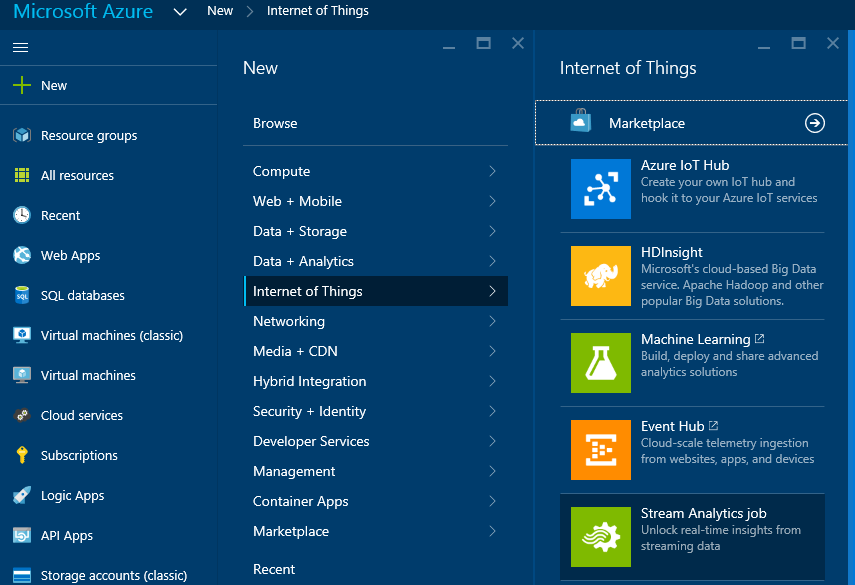 Microsoft Azure
New
Internet of Things
New
Resource groups
All resources
Recent
Web Apps
SQL databases
Virtual machines (classic)
Virtual machines
Cloud services
Subscriptions
Logic Apps
API Apps
Storage accounts (classic)
New
Browse
Compute
Web + Mobile
Data + Storage
Data + Analytics
Internet of Things
Networking
Media + CDN
Hybrid Integration
Security + Identity
Developer Services
Management
Container Apps
Marketplace
Recent
Internet of Things
Marketplace
Azure IoT Hub
Create your own IoT hub and
hook it to your Azure IoT services
HDInsight
Microsoft's cloud-based Big Data
service. Apache Hadoop and other
popular Big Data solutions.
Machine Learning
Build, deploy and share advanced
analytics solutions
Event Hub
Cloud-scale telemetry ingestion
from websites, apps, and devices
Stream Analytics job
Unlock real-time insights from
streaming data